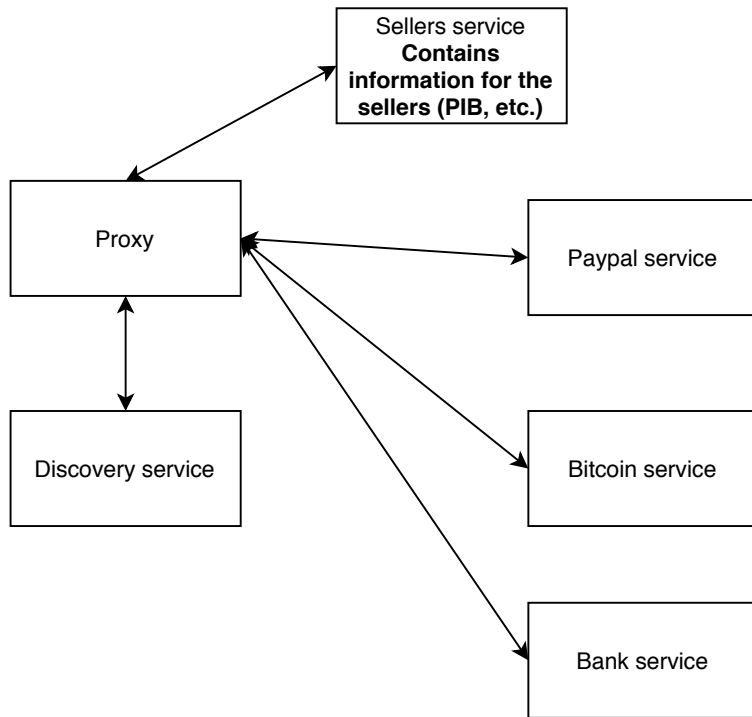 Sellers service
Contains
information for the
sellers (PIB, etc.)
Proxy
Paypal service
Discovery service
Bitcoin service
Bank service